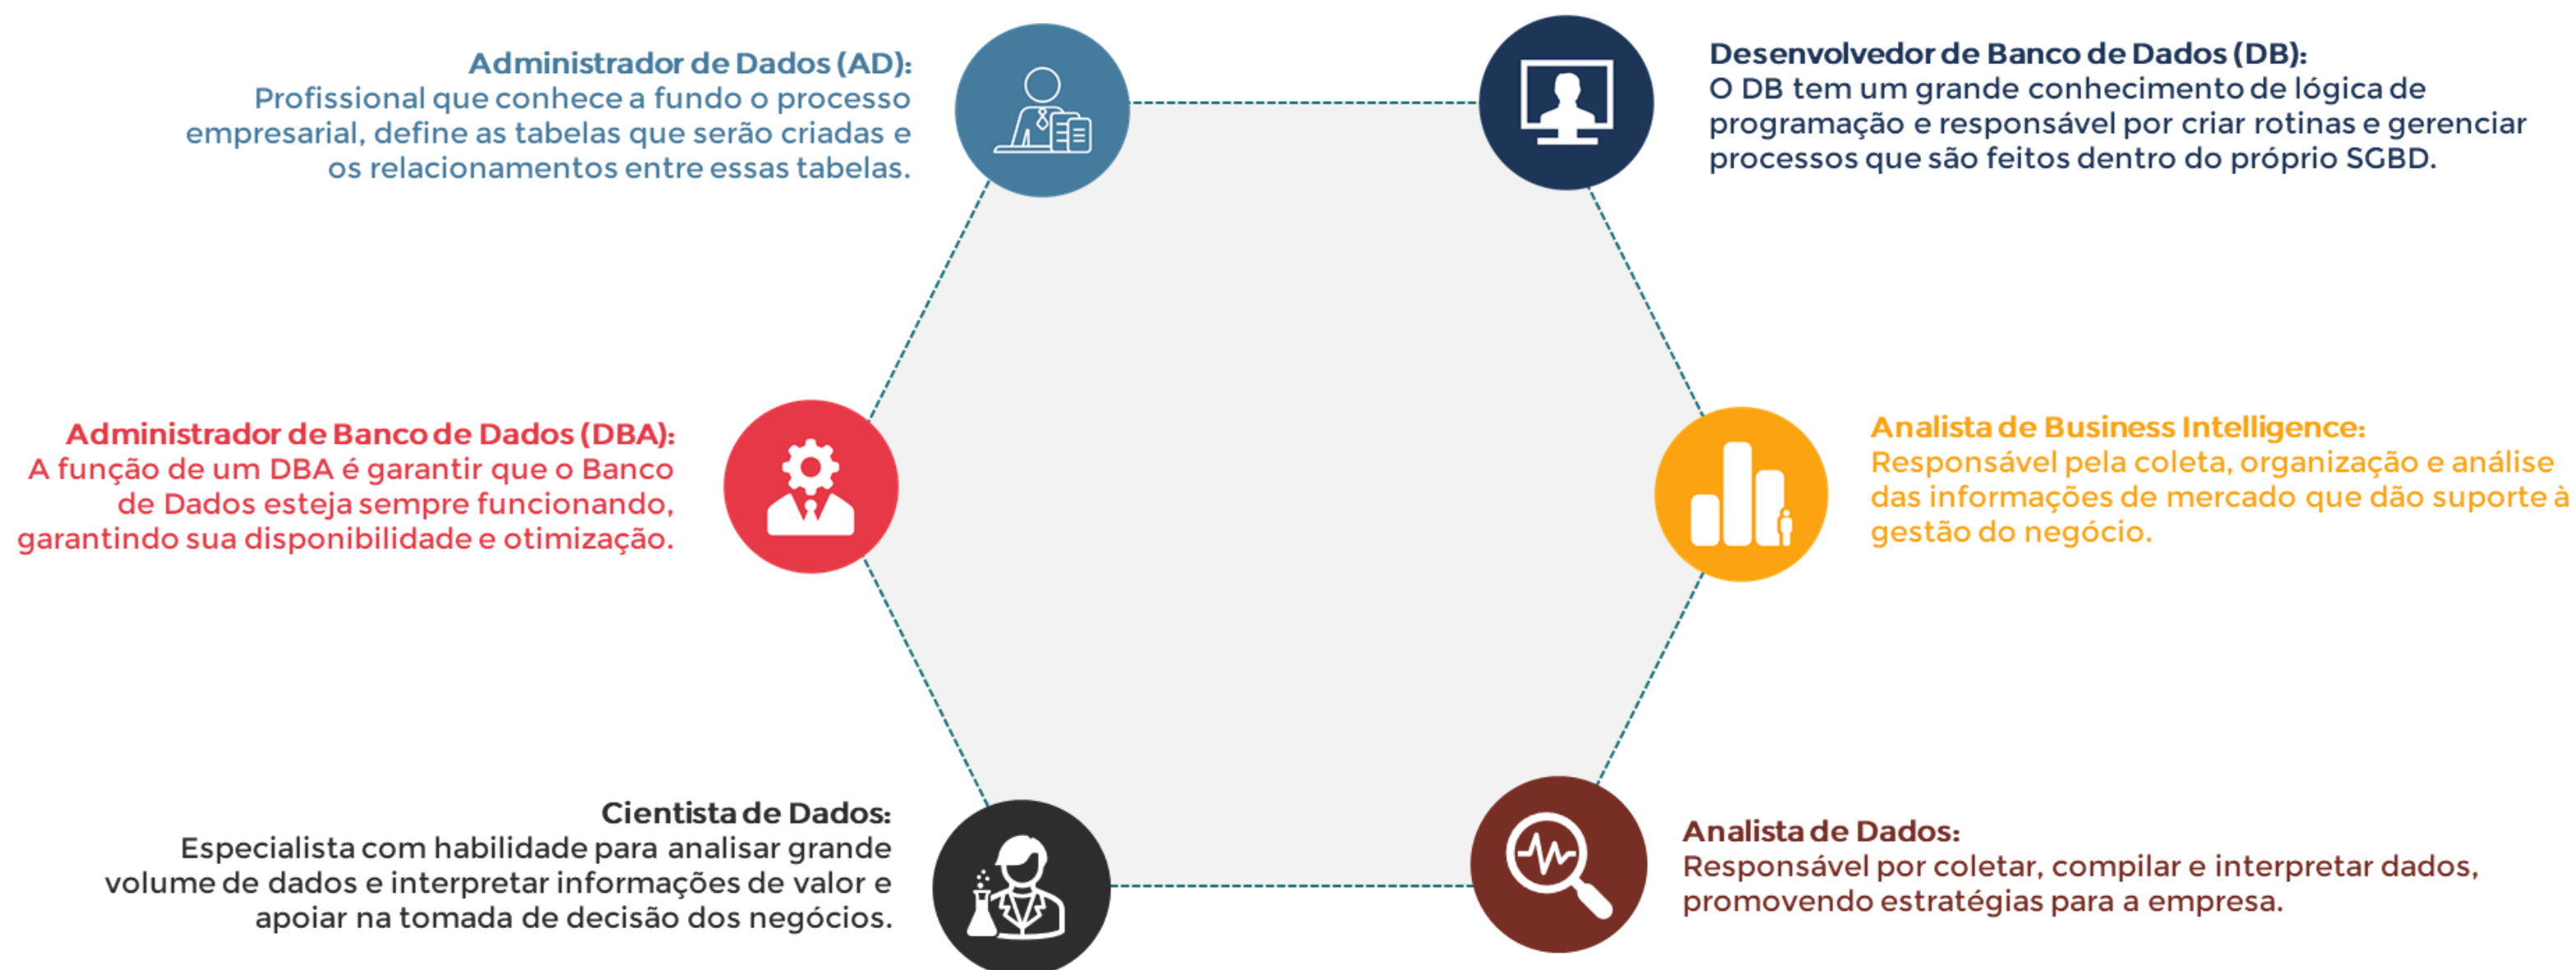 Administrador de Dados (AD):
Profissional que conhece a fundo o processo
empresarial, define as tabelas que serão criadas e
os relacionamentos entre essas tabelas.
Desenvolvedor de Banco de Dados (DB):
O DB tem um grande conhecimento de lógica de
programação e responsável por criar rotinas e gerenciar
processos que são feitos dentro do próprio SGBD.
Administrador de Banco de Dados (DBA):
A função de um DBA é garantir que o Banco
de Dados esteja sempre funcionando,
garantindo sua disponibilidade e otimização.
Analista de Business Intelligence:
Responsável pela coleta, organização e análise
das informações de mercado que dão suporte à
gestão do negócio.
Cientista de Dados:
Especialista com habilidade para analisar grande
volume de dados e interpretar informações de valor e
apoiar na tomada de decisão dos negócios.
Analista de Dados:
Responsável por coletar, compilar e interpretar dados,
promovendo estratégias para a empresa.